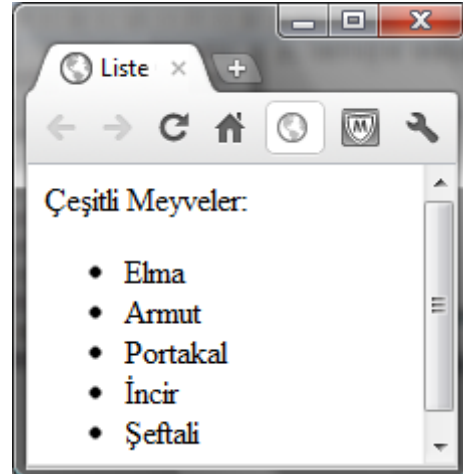 Liste
Çeşitli Meyveler:
• Elma
• Armut
• Portakal
• İncir
• Şeftali